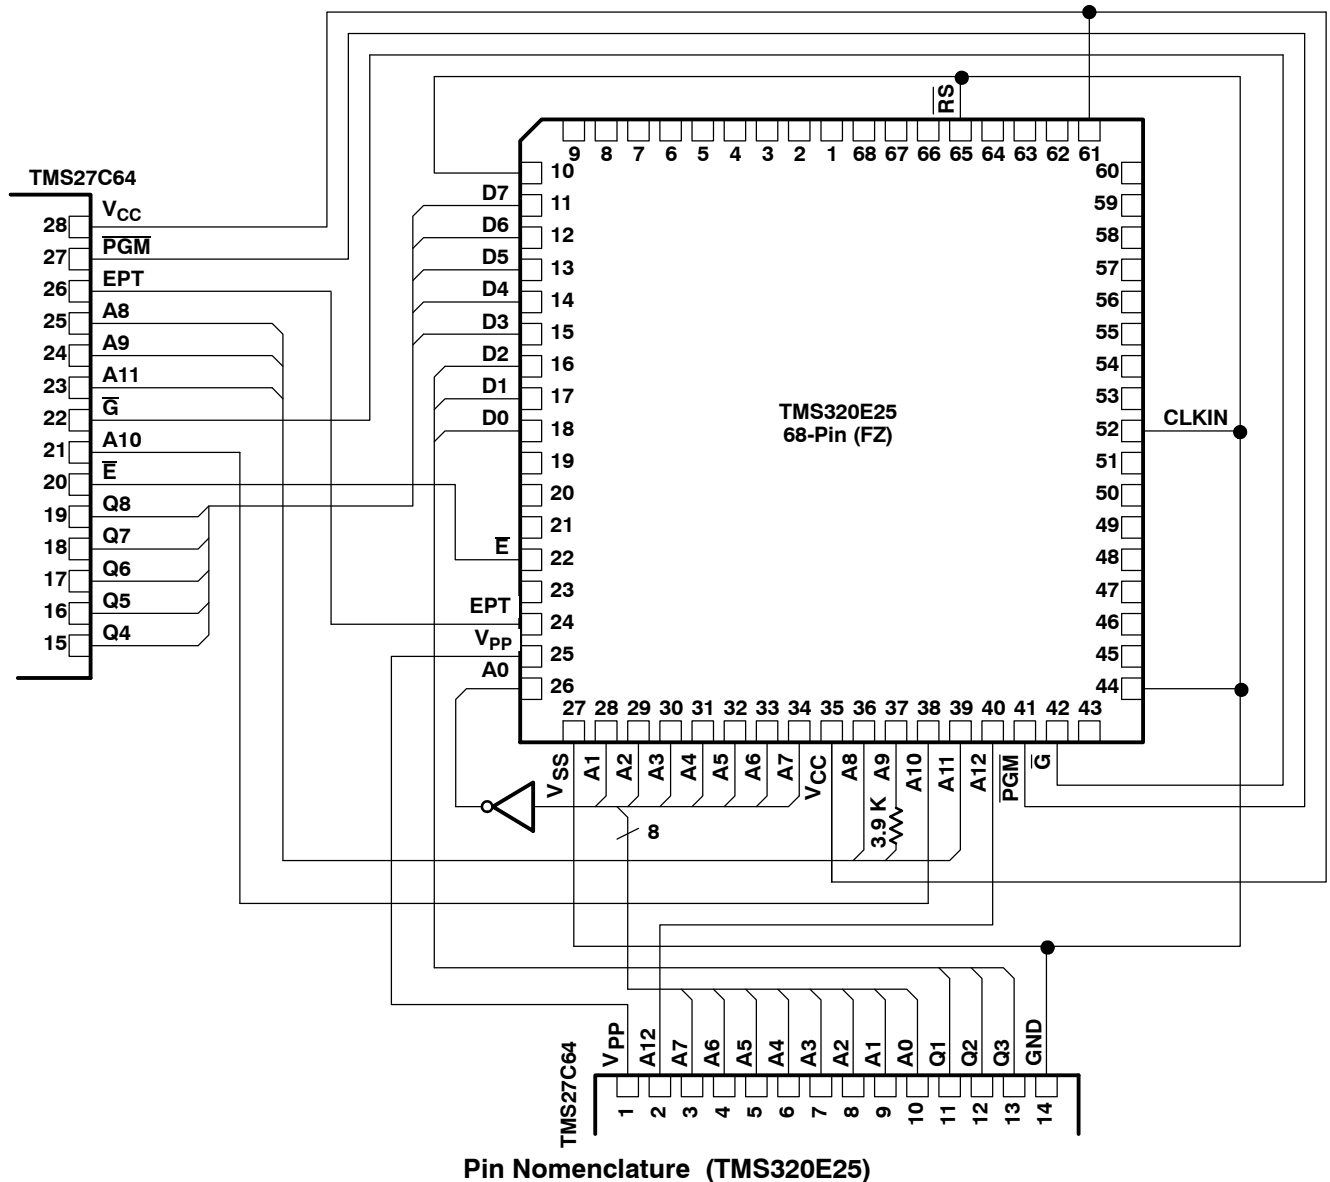 RS
9 8 7 6 5 4 3 2 1 68 67 66 65 64 63 62 61
TMS27C64
28 VCC
27 PGM
26 EPT
25 A8
24 A9
23 A11
22 G
21 A10
20 E
19 Q8
18 Q7
17 Q6
16 Q5
15 Q4
10
D7 11
D6 12
D5 13
D4 14
D3 15
D2 16
D1 17
D0 18
19
20
21
E 22
23
EPT 24
VPP 25
A0 26
TMS320E25
68-Pin (FZ)
60
59
58
57
56
55
54
53
52 CLKIN
51
50
49
48
47
46
45
44
27 28 29 30 31 32 33 34 35 36 37 38 39 40 41 42 43
VSS A1 A2 A3 A4 A5 A6 A7 VCC A8 A9 A10 A11 A12 PGM G
8
3.9 K
TMS27C64
VPP A12 A7 A6 A5 A4 A3 A2 A1 A0 Q1 Q2 Q3 GND
1 2 3 4 5 6 7 8 9 10 11 12 13 14
Pin Nomenclature (TMS320E25)